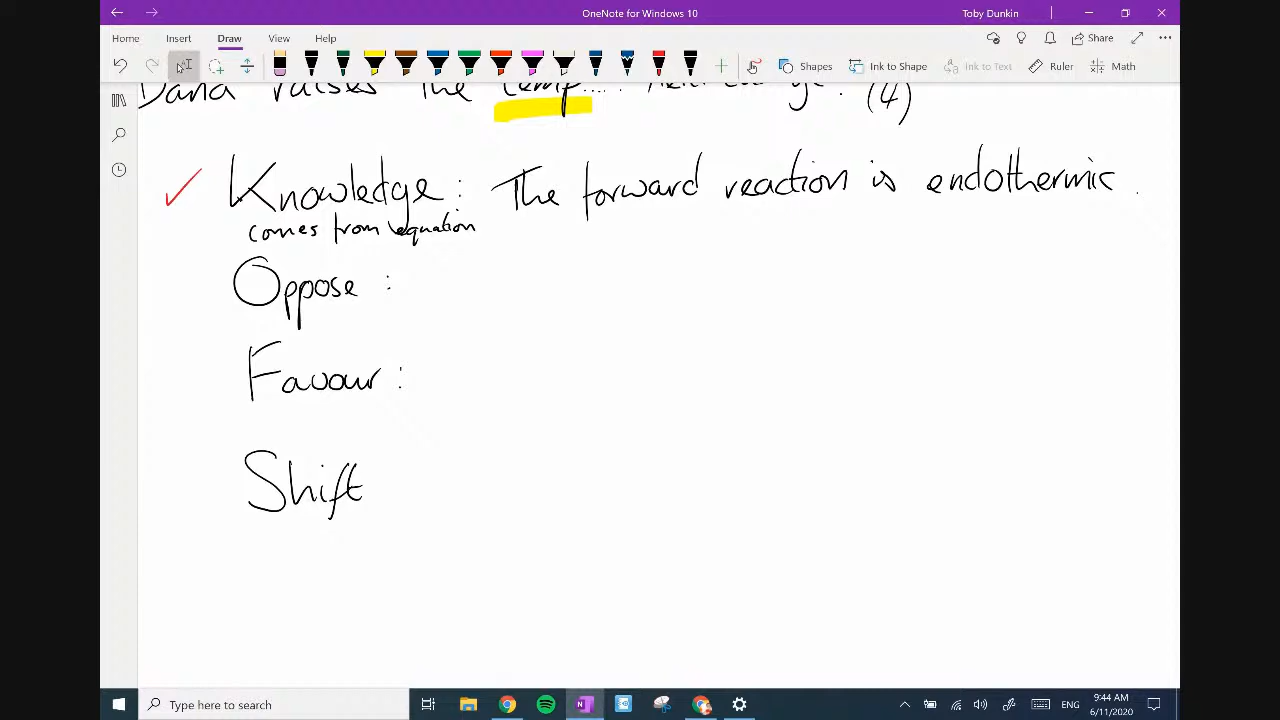 OneNote for Windows 10
Toby Dunkin
Home Insert Draw View Help
Share
Shapes Ink to Shape Ink to Text Ruler Math
Dana raises the temp....
(4)
Knowledge: The forward reaction is endothermic.
comes from equation
Oppose :
Favour :
Shift
Type here to search
ENG
9:44 AM
6/11/2020